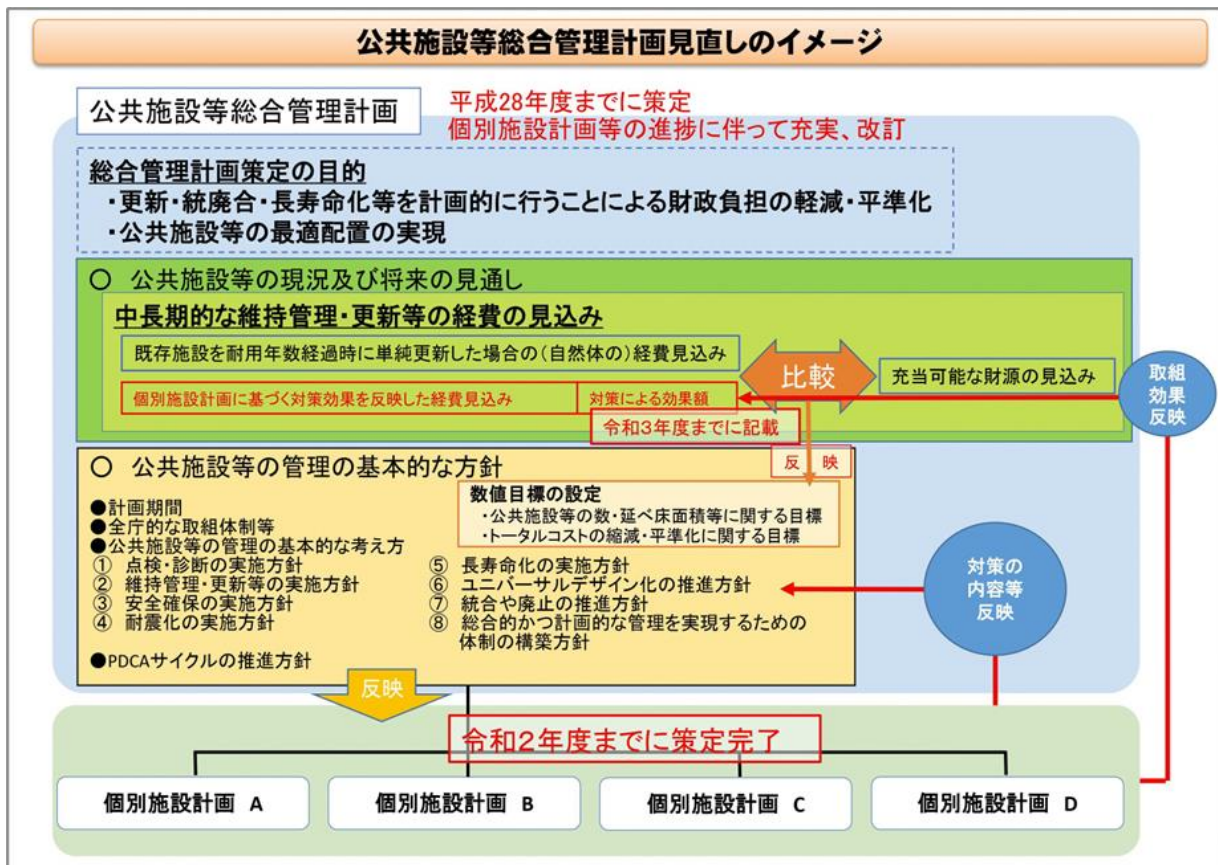 公共施設等総合管理計画見直しのイメージ
公共施設等総合管理計画
平成28年度までに策定
個別施設計画等の進捗に伴って充実、改訂
総合管理計画策定の目的
・更新・統廃合・長寿命化等を計画的に行うことによる財政負担の軽減・平準化
・公共施設等の最適配置の実現
〇 公共施設等の現況及び将来の見通し
中長期的な維持管理・更新等の経費の見込み
既存施設を耐用年数経過時に単純更新した場合の（自然体の）経費見込み
比較
充当可能な財源の見込み
個別施設計画に基づく対策効果を反映した経費見込み
対策による効果額
令和３年度までに記載
取組
効果
反映
〇 公共施設等の管理の基本的な方針
反 映
数値目標の設定
・公共施設等の数・延べ床面積等に関する目標
・トータルコストの縮減・平準化に関する目標
●計画期間
●全庁的な取組体制等
●公共施設等の管理の基本的な考え方
① 点検・診断の実施方針
② 維持管理・更新等の実施方針
③ 安全確保の実施方針
④ 耐震化の実施方針
⑤ 長寿命化の実施方針
⑥ ユニバーサルデザイン化の推進方針
⑦ 統合や廃止の推進方針
⑧ 総合的かつ計画的な管理を実現するための
体制の構築方針
●PDCAサイクルの推進方針
対策の
内容等
反映
反映
令和２年度までに策定完了
個別施設計画 A
個別施設計画 B
個別施設計画 C
個別施設計画 D